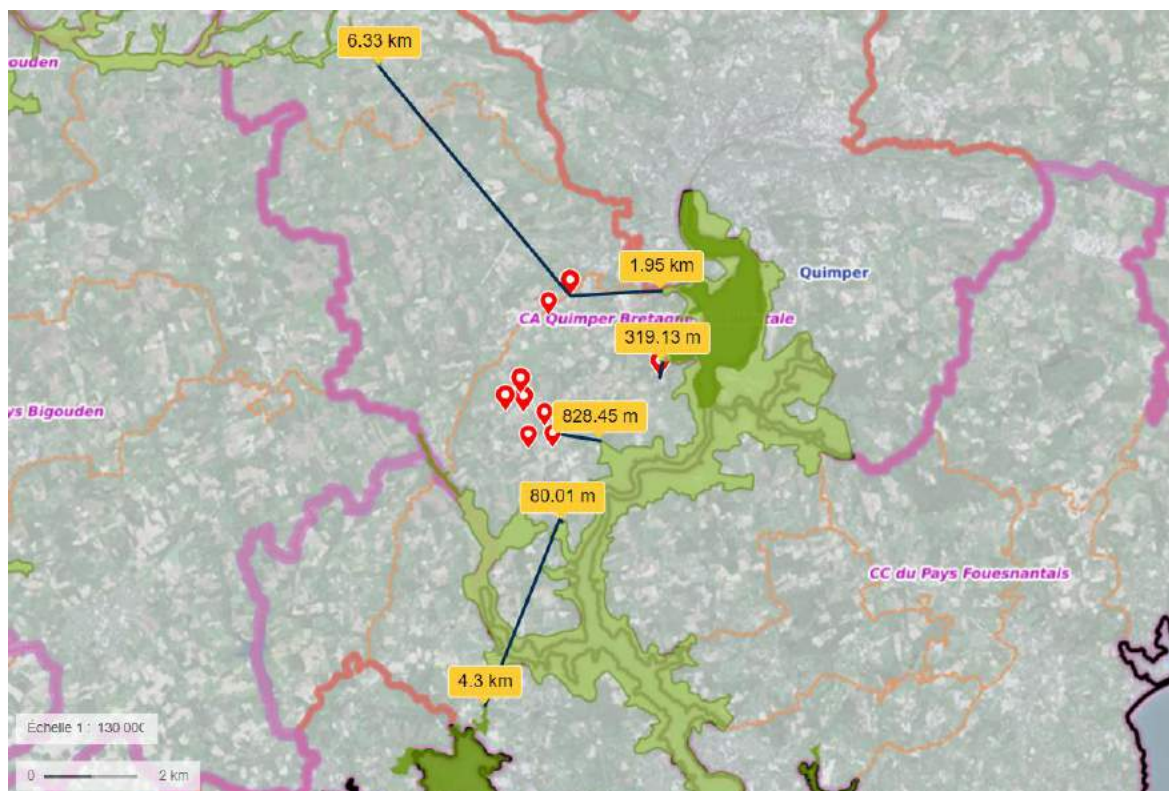 6.33 km
ouden
1.95 km
Quimper
CA Quimper Bretagne
tale
319.13 m
ys Bigouden
828.45 m
80.01 m
CC du Pays Fouesnantais
4.3 km
Échelle 1 : 130 000
0 2 km